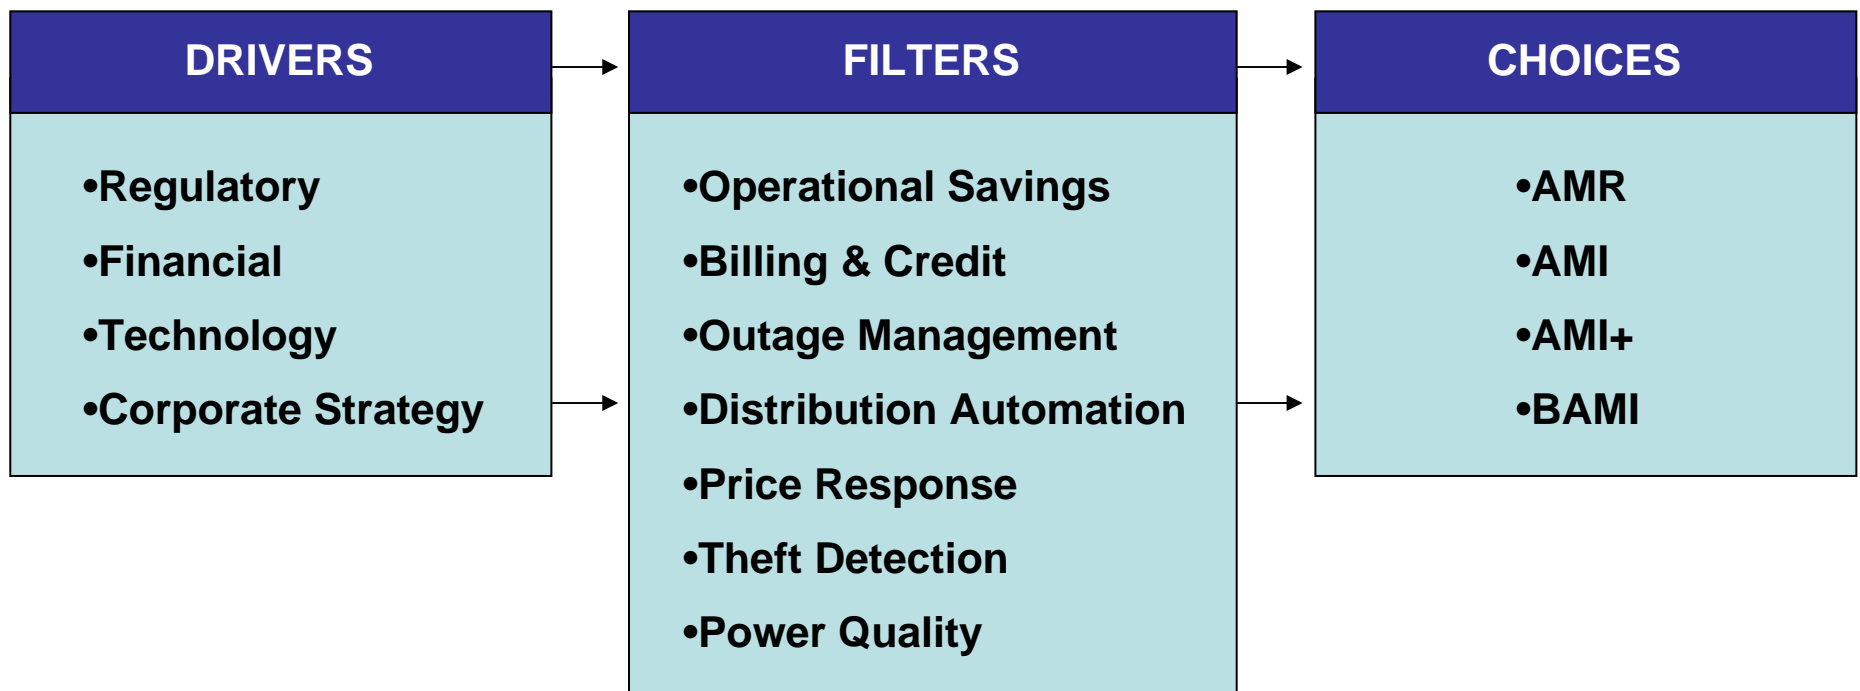 DRIVERS
•Regulatory
•Financial
•Technology
•Corporate Strategy
FILTERS
•Operational Savings
•Billing & Credit
•Outage Management
•Distribution Automation
•Price Response
•Theft Detection
•Power Quality
CHOICES
•AMR
•AMI
•AMI+
•BAMI